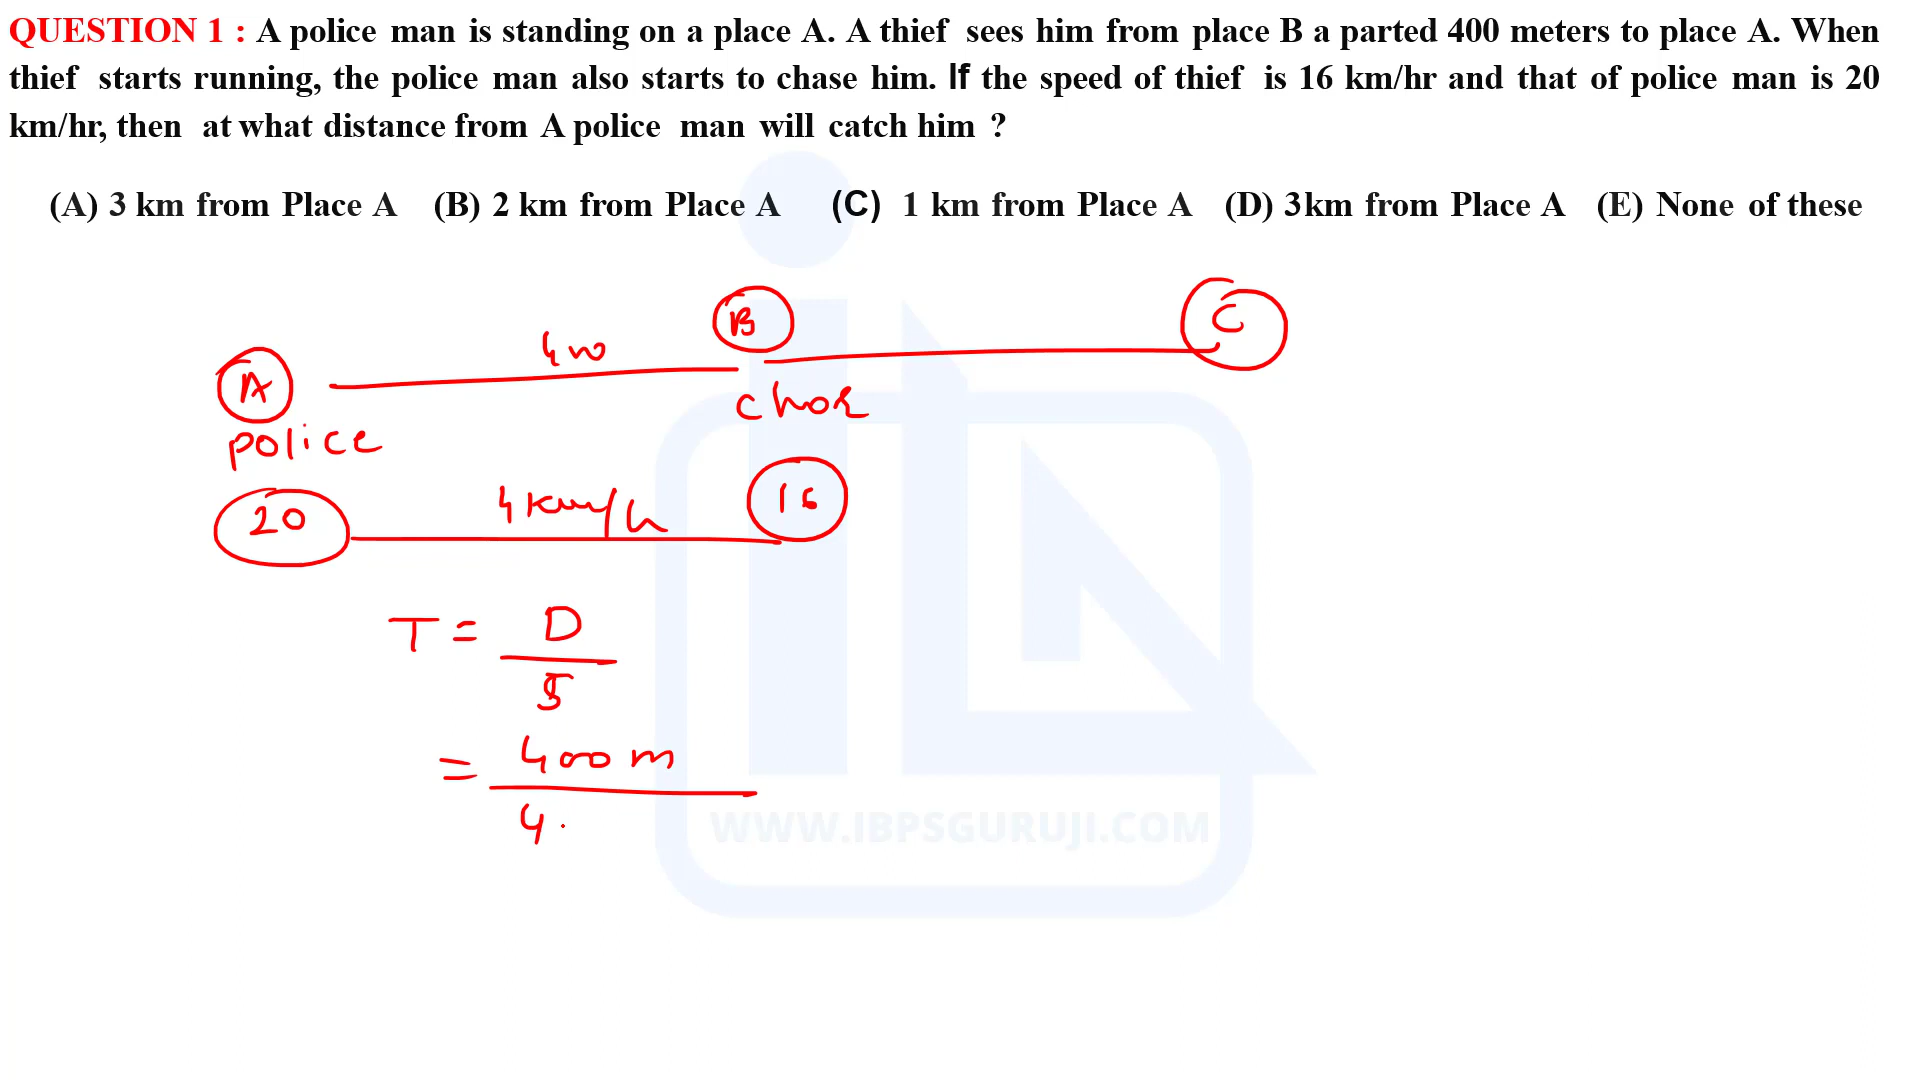 QUESTION 1 : A police man is standing on a place A. A thief sees him from place B a parted 400 meters to place A. When
thief starts running, the police man also starts to chase him. If the speed of thief is 16 km/hr and that of police man is 20
km/hr, then at what distance from A police man will catch him ?
(A) 3 km from Place A (B) 2 km from Place A (C) 1 km from Place A (D) 3km from Place A (E) None of these
A 400 B C
police chor
20 4 km/h 16
T = D
S
= 400 m
4
WWW.IBPSGURUJI.COM